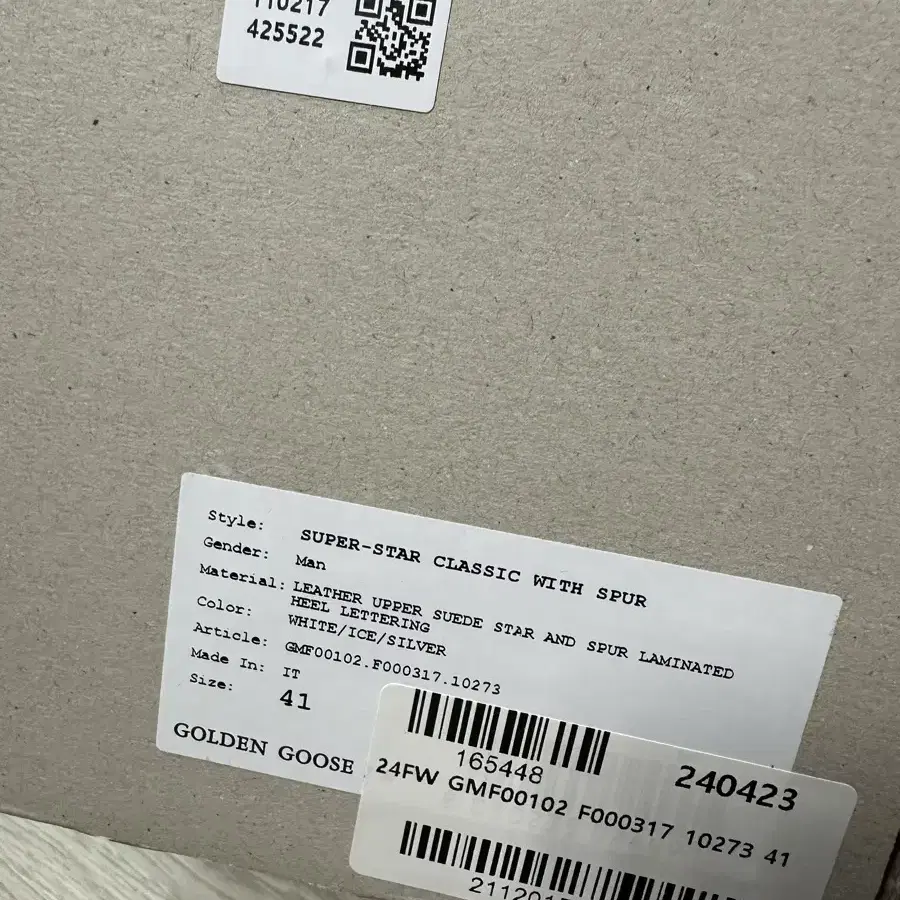 110217
425522
Style: SUPER-STAR CLASSIC WITH SPUR
Gender: Man
Material: LEATHER UPPER SUEDE STAR AND SPUR LAMINATED
HEEL LETTERING
Color: WHITE/ICE/SILVER
Article: GMF00102.F000317.10273
Made In: IT
Size: 41
GOLDEN GOOSE
165448
240423
24FW GMF00102 F000317 10273 41